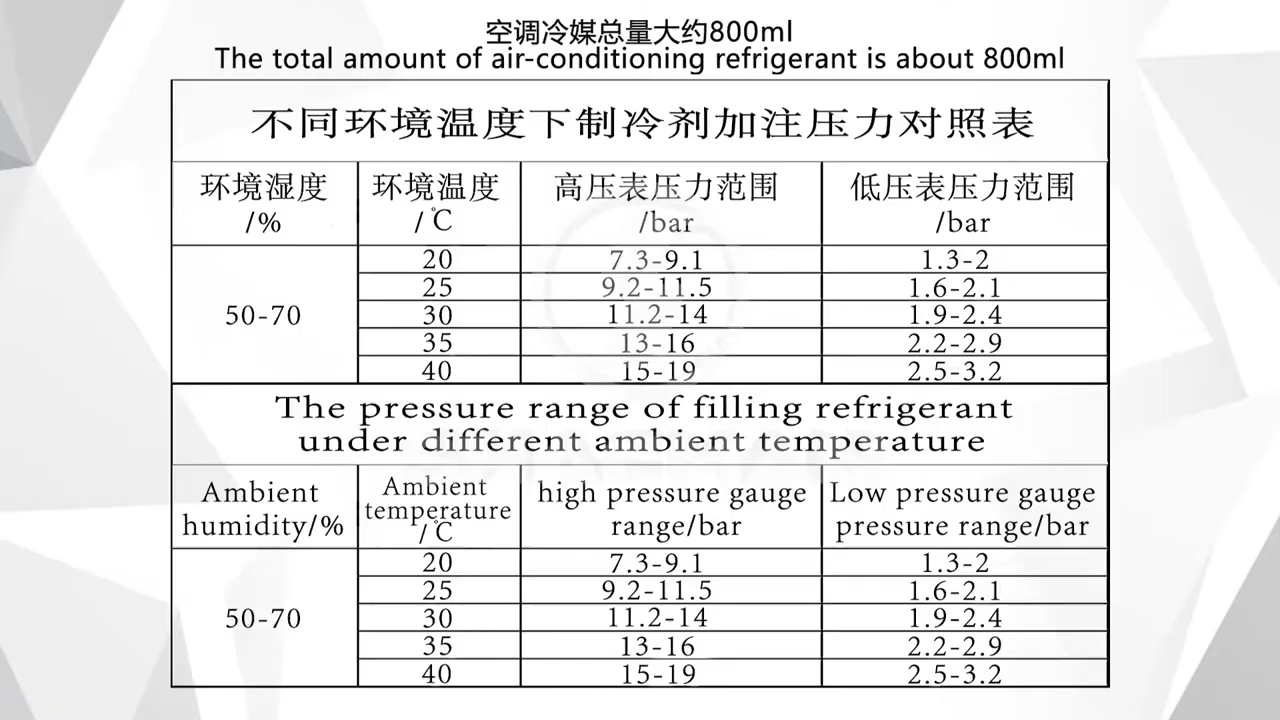 空调冷媒总量大约800ml
The total amount of air-conditioning refrigerant is about 800ml
不同环境温度下制冷剂加注压力对照表
环境湿度 环境温度 高压表压力范围 低压表压力范围
/% /℃ /bar /bar
20 7.3-9.1 1.3-2
25 9.2-11.5 1.6-2.1
50-70 30 11.2-14 1.9-2.4
35 13-16 2.2-2.9
40 15-19 2.5-3.2
The pressure range of filling refrigerant
under different ambient temperature
Ambient Ambient high pressure gauge Low pressure gauge
humidity/% temperature range/bar pressure range/bar
/℃
20 7.3-9.1 1.3-2
25 9.2-11.5 1.6-2.1
50-70 30 11.2-14 1.9-2.4
35 13-16 2.2-2.9
40 15-19 2.5-3.2